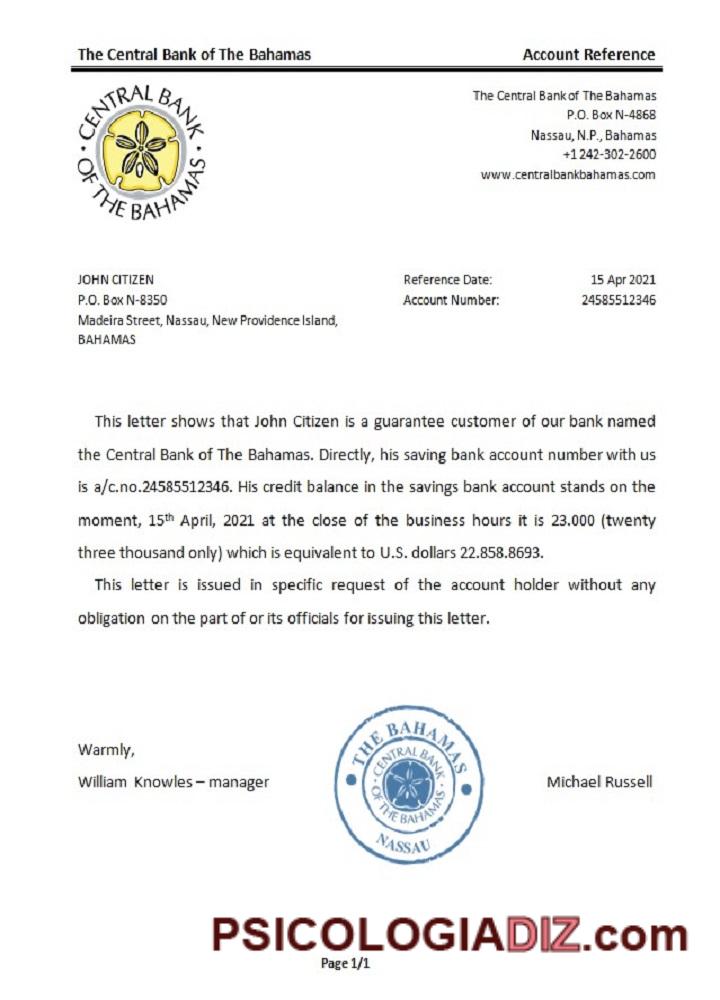 The Central Bank of The Bahamas Account Reference
CENTRAL BANK
OF THE BAHAMAS
The Central Bank of The Bahamas
P.O. Box N-4868
Nassau, N.P., Bahamas
+1 242-302-2600
www.centralbankbahamas.com
JOHN CITIZEN
P.O. Box N-8350
Madeira Street, Nassau, New Providence Island,
BAHAMAS
Reference Date: 15 Apr 2021
Account Number: 24585512346
This letter shows that John Citizen is a guarantee customer of our bank named
the Central Bank of The Bahamas. Directly, his saving bank account number with us
is a/c.no.24585512346. His credit balance in the savings bank account stands on the
moment, 15th April, 2021 at the close of the business hours it is 23.000 (twenty
three thousand only) which is equivalent to U.S. dollars 22.858.8693.
This letter is issued in specific request of the account holder without any
obligation on the part of or its officials for issuing this letter.
Warmly,
William Knowles – manager
THE BAHAMAS
CENTRAL BANK
OF THE BAHAMAS
NASSAU
Michael Russell
PSICOLOGIADIZ.com
Page 1/1